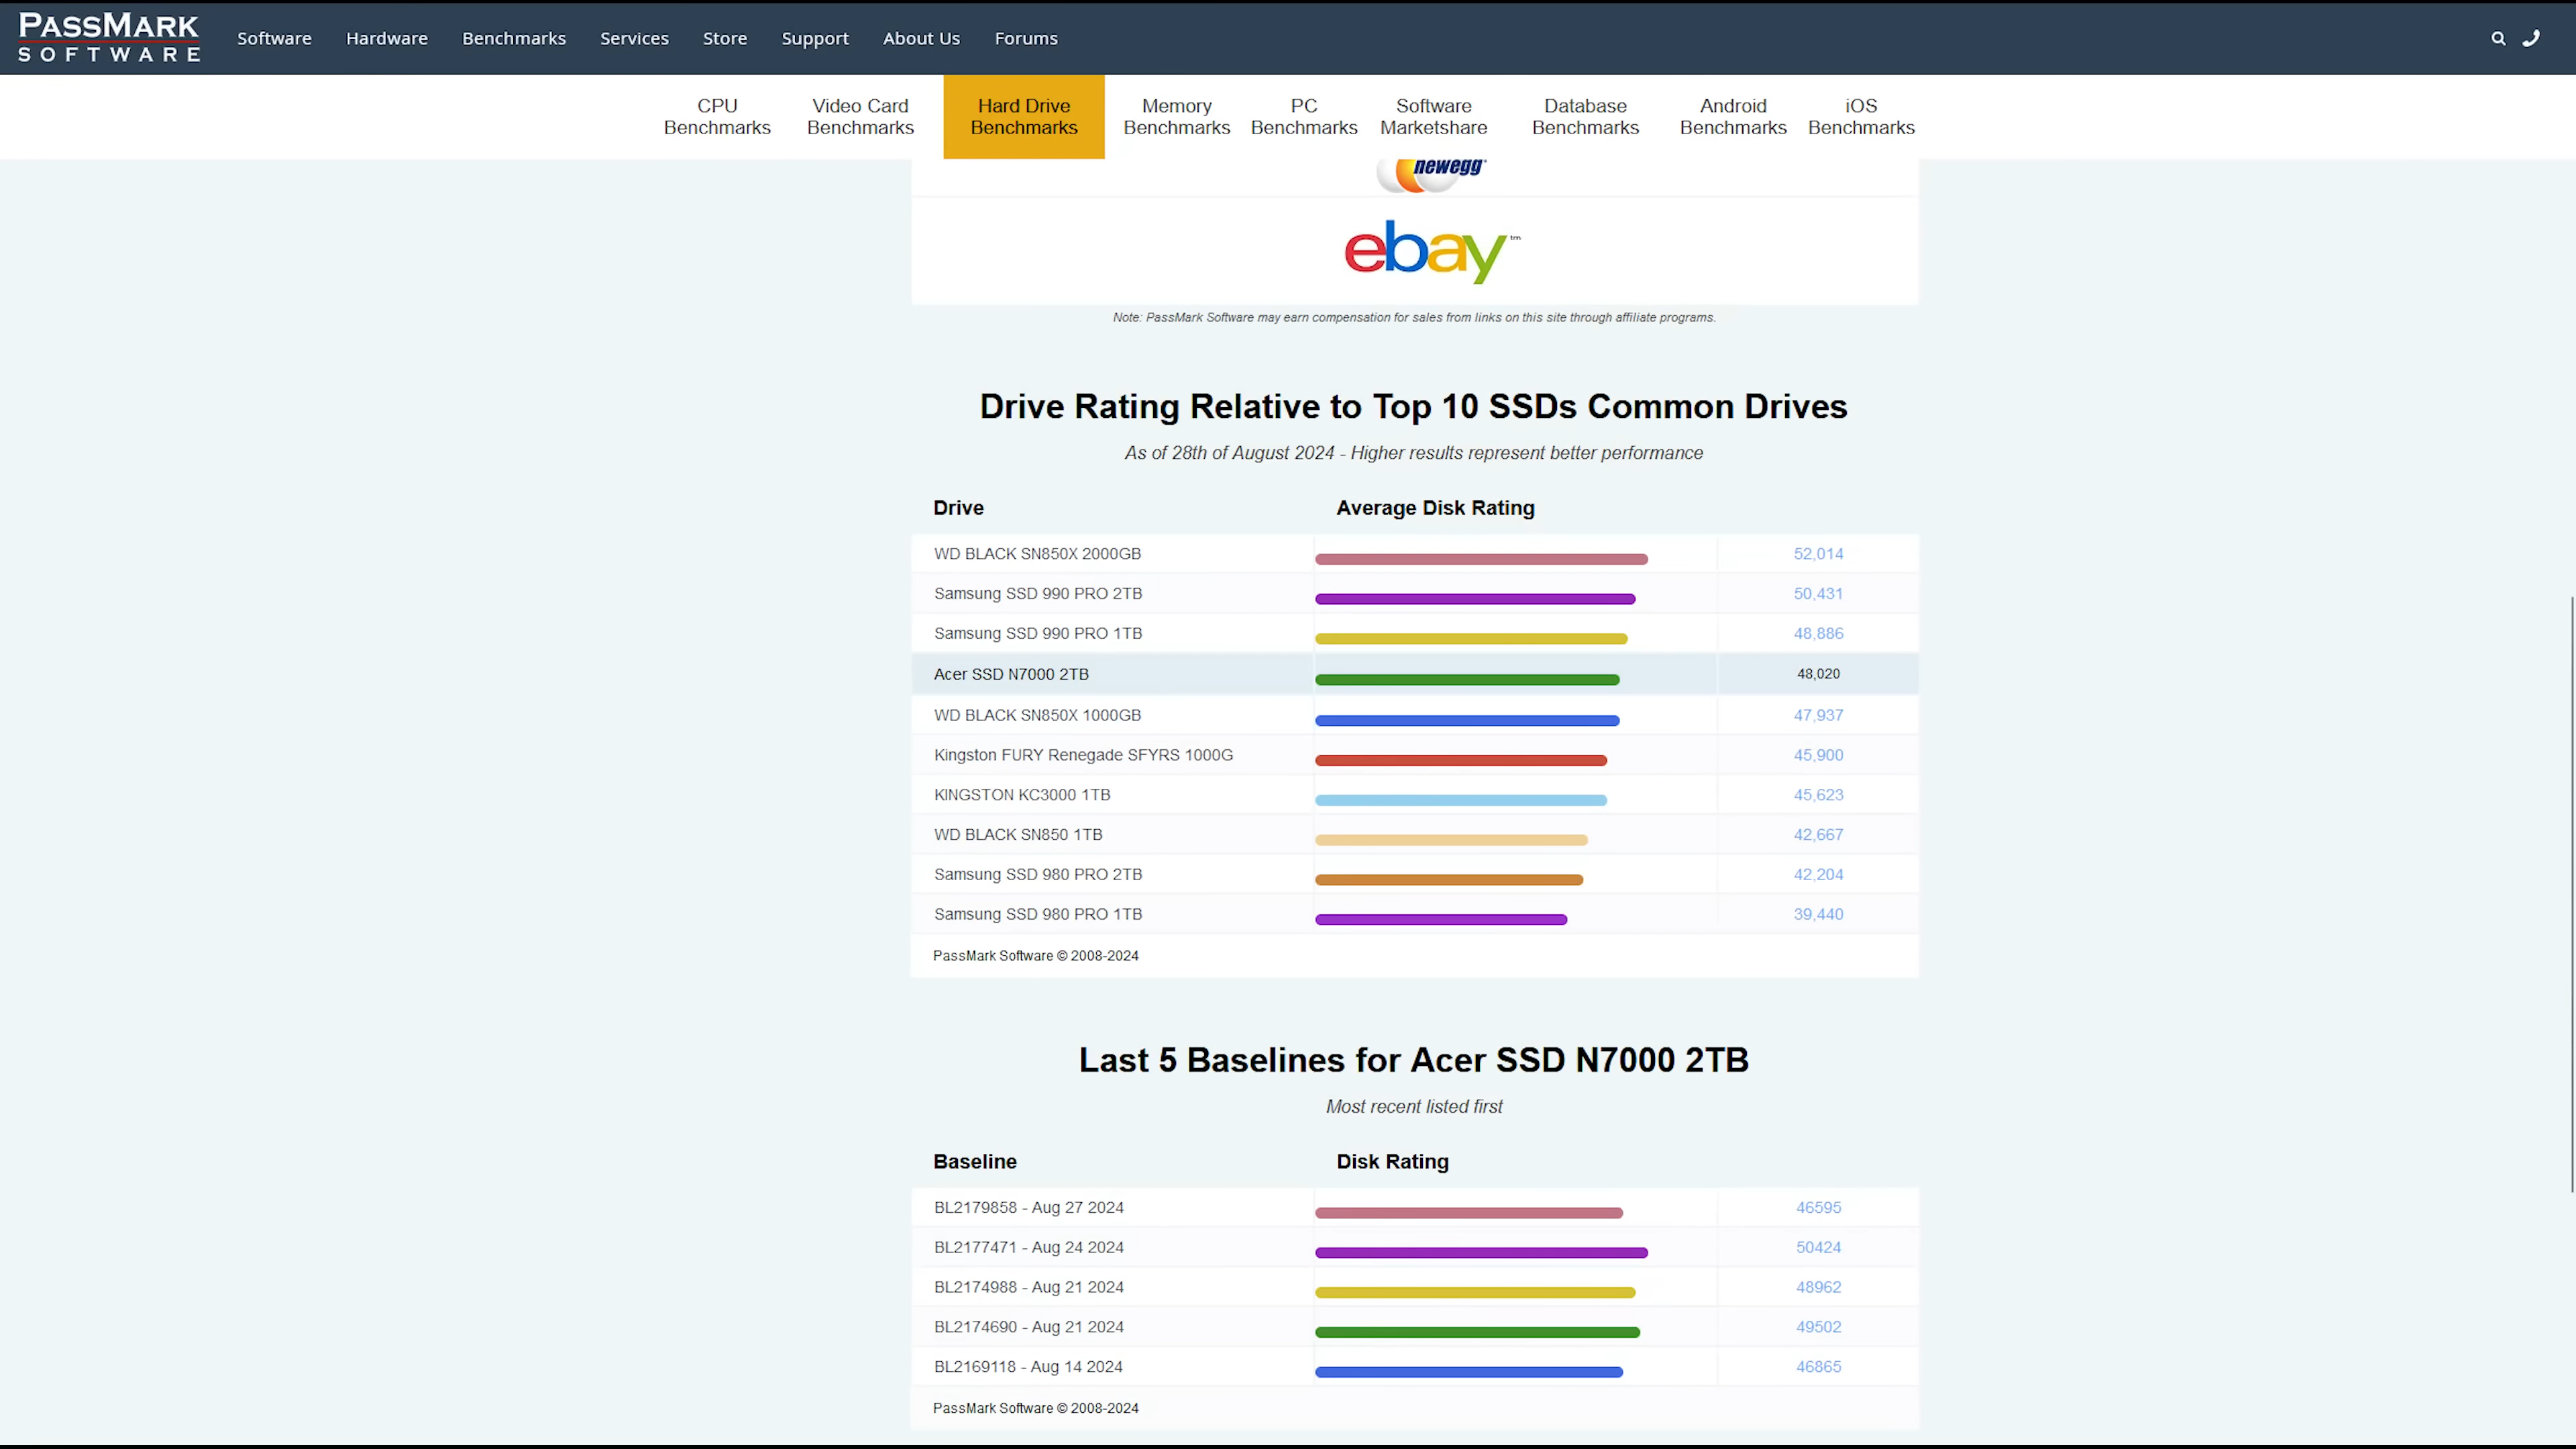 PASSMARK
SOFTWARE
Software Hardware Benchmarks Services Store Support About Us Forums
CPU Benchmarks
Video Card Benchmarks
Hard Drive Benchmarks
Memory Benchmarks
PC Benchmarks
Software Marketshare
Database Benchmarks
Android Benchmarks
iOS Benchmarks
newegg
ebay™
Note: PassMark Software may earn compensation for sales from links on this site through affiliate programs.
Drive Rating Relative to Top 10 SSDs Common Drives
As of 28th of August 2024 - Higher results represent better performance
Drive Average Disk Rating
WD BLACK SN850X 2000GB 52,014
Samsung SSD 990 PRO 2TB 50,431
Samsung SSD 990 PRO 1TB 48,886
Acer SSD N7000 2TB 48,020
WD BLACK SN850X 1000GB 47,937
Kingston FURY Renegade SFYRS 1000G 45,900
KINGSTON KC3000 1TB 45,623
WD BLACK SN850 1TB 42,667
Samsung SSD 980 PRO 2TB 42,204
Samsung SSD 980 PRO 1TB 39,440
PassMark Software © 2008-2024
Last 5 Baselines for Acer SSD N7000 2TB
Most recent listed first
Baseline Disk Rating
BL2179858 - Aug 27 2024 46595
BL2177471 - Aug 24 2024 50424
BL2174988 - Aug 21 2024 48962
BL2174690 - Aug 21 2024 49502
BL2169118 - Aug 14 2024 46865
PassMark Software © 2008-2024